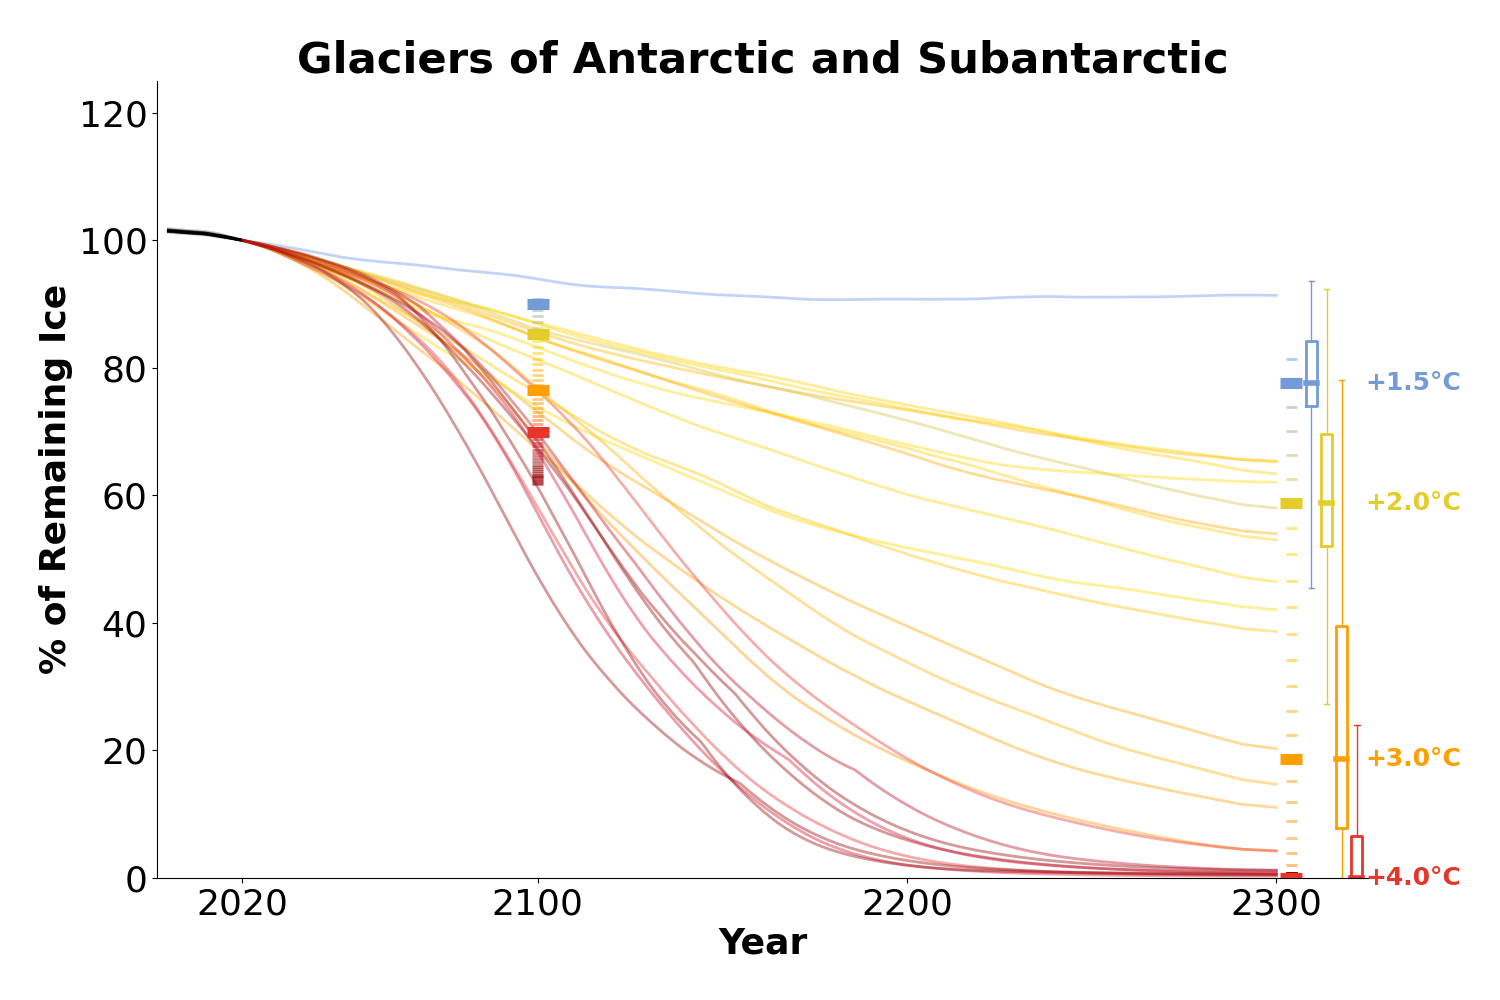 Glaciers of Antarctic and Subantarctic
% of Remaining Ice
120
100
80
60
40
20
0
+1.5°C
+2.0°C
+3.0°C
+4.0°C
2020 2100 2200 2300
Year